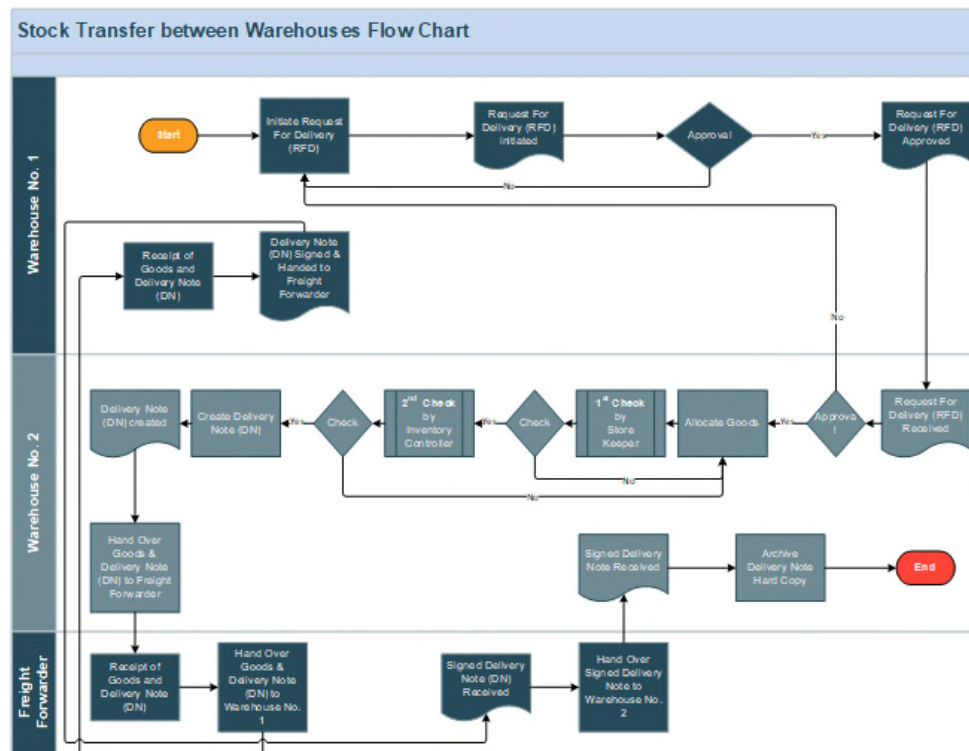 Stock Transfer between Warehouses Flow Chart
Warehouse No. 1
Start
Initiate Request
For Delivery
(RFD)
Request For
Delivery (RFD)
Initiated
Approval
Yes
Request For
Delivery (RFD)
Approved
No
Receipt of
Goods and
Delivery Note
(DN)
Delivery Note
(DN) Signed &
Handed to
Freight
Forwarder
No
Warehouse No. 2
Delivery Note
(DN) created
Create Delivery
Note (DN)
Yes
Check
2nd Check
by
Inventory
Controller
Yes
Check
1st Check
by
Store
Keeper
Allocate Goods
Yes
Approva
l
Request For
Delivery (RFD)
Received
No
No
Hand Over
Goods &
Delivery Note
(DN) to Freight
Forwarder
Signed Delivery
Note Received
Archive
Delivery Note
Hard Copy
End
Freight
Forwarder
Receipt of
Goods and
Delivery Note
(DN)
Hand Over
Goods &
Delivery Note
(DN) to
Warehouse No.
1
Signed Delivery
Note (DN)
Received
Hand Over
Signed Delivery
Note to
Warehouse No.
2